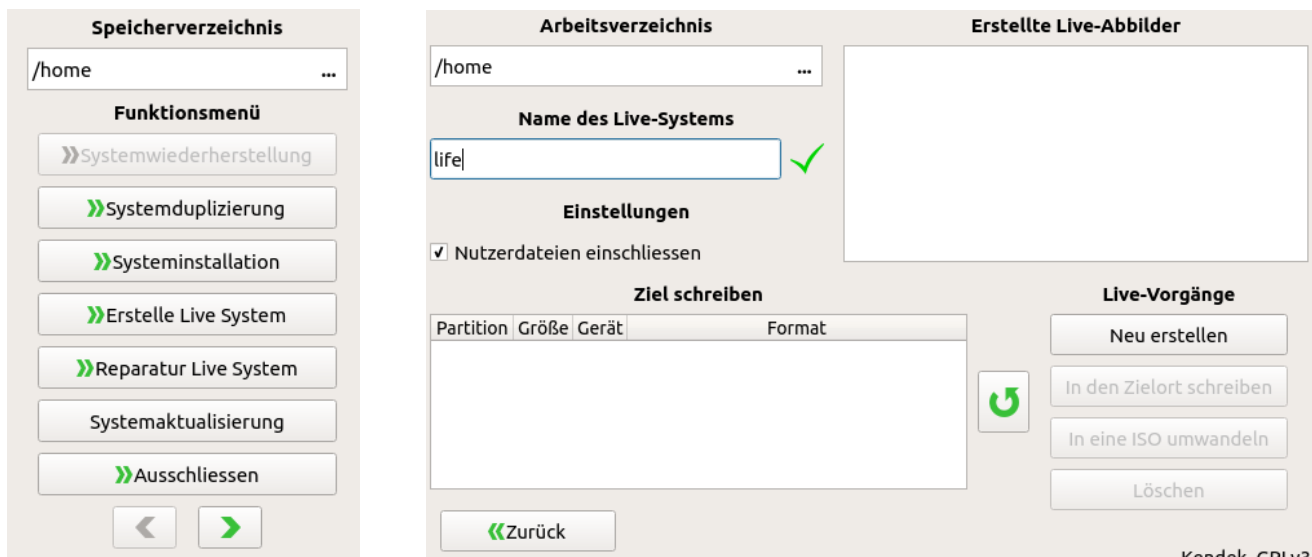 Speicherverzeichnis
/home ...
Funktionsmenü
Systemwiederherstellung
Systemduplizierung
Systeminstallation
Erstelle Live System
Reparatur Live System
Systemaktualisierung
Ausschliessen
Arbeitsverzeichnis
/home ...
Name des Live-Systems
life
Einstellungen
Nutzerdateien einschliessen
Erstellte Live-Abbilder
Ziel schreiben
Partition Größe Gerät Format
Live-Vorgänge
Neu erstellen
In den Zielort schreiben
In eine ISO umwandeln
Löschen
Zurück